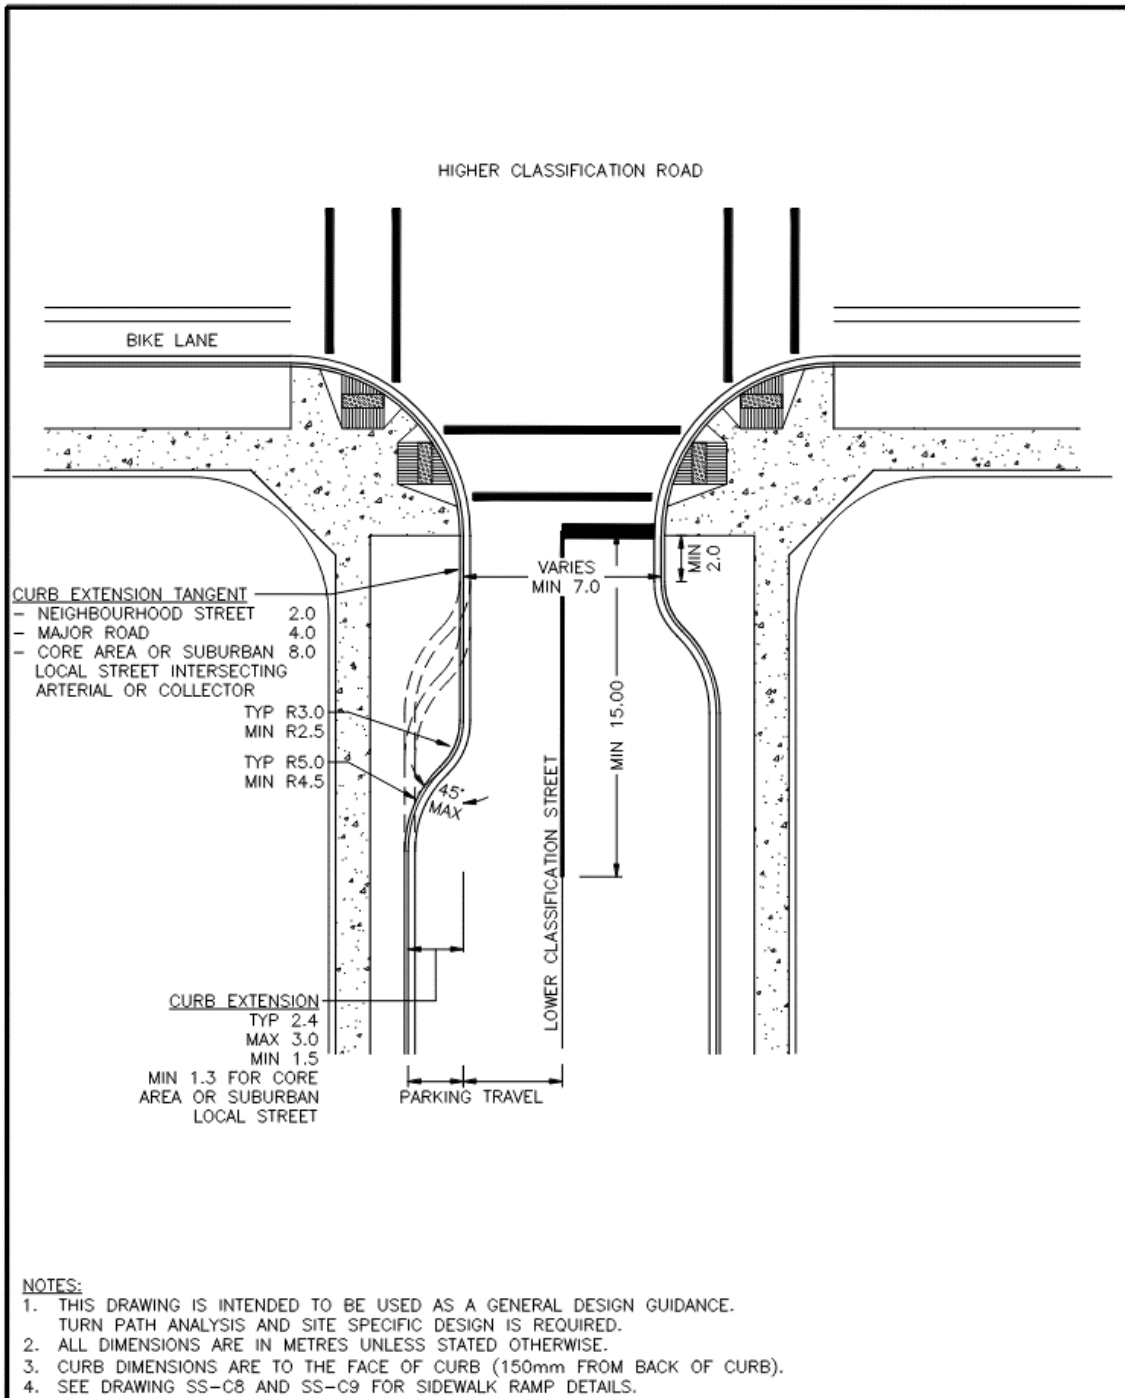 HIGHER CLASSIFICATION ROAD
BIKE LANE
VARIES
MIN 7.0
MIN
2.0
CURB EXTENSION TANGENT
- NEIGHBOURHOOD STREET 2.0
- MAJOR ROAD 4.0
- CORE AREA OR SUBURBAN 8.0
LOCAL STREET INTERSECTING
ARTERIAL OR COLLECTOR
TYP R3.0
MIN R2.5
TYP R5.0
MIN R4.5
45°
MAX
MIN 15.00
LOWER CLASSIFICATION STREET
CURB EXTENSION
TYP 2.4
MAX 3.0
MIN 1.5
MIN 1.3 FOR CORE
AREA OR SUBURBAN
LOCAL STREET
PARKING TRAVEL
NOTES:
1. THIS DRAWING IS INTENDED TO BE USED AS A GENERAL DESIGN GUIDANCE.
TURN PATH ANALYSIS AND SITE SPECIFIC DESIGN IS REQUIRED.
2. ALL DIMENSIONS ARE IN METRES UNLESS STATED OTHERWISE.
3. CURB DIMENSIONS ARE TO THE FACE OF CURB (150mm FROM BACK OF CURB).
4. SEE DRAWING SS-C8 AND SS-C9 FOR SIDEWALK RAMP DETAILS.